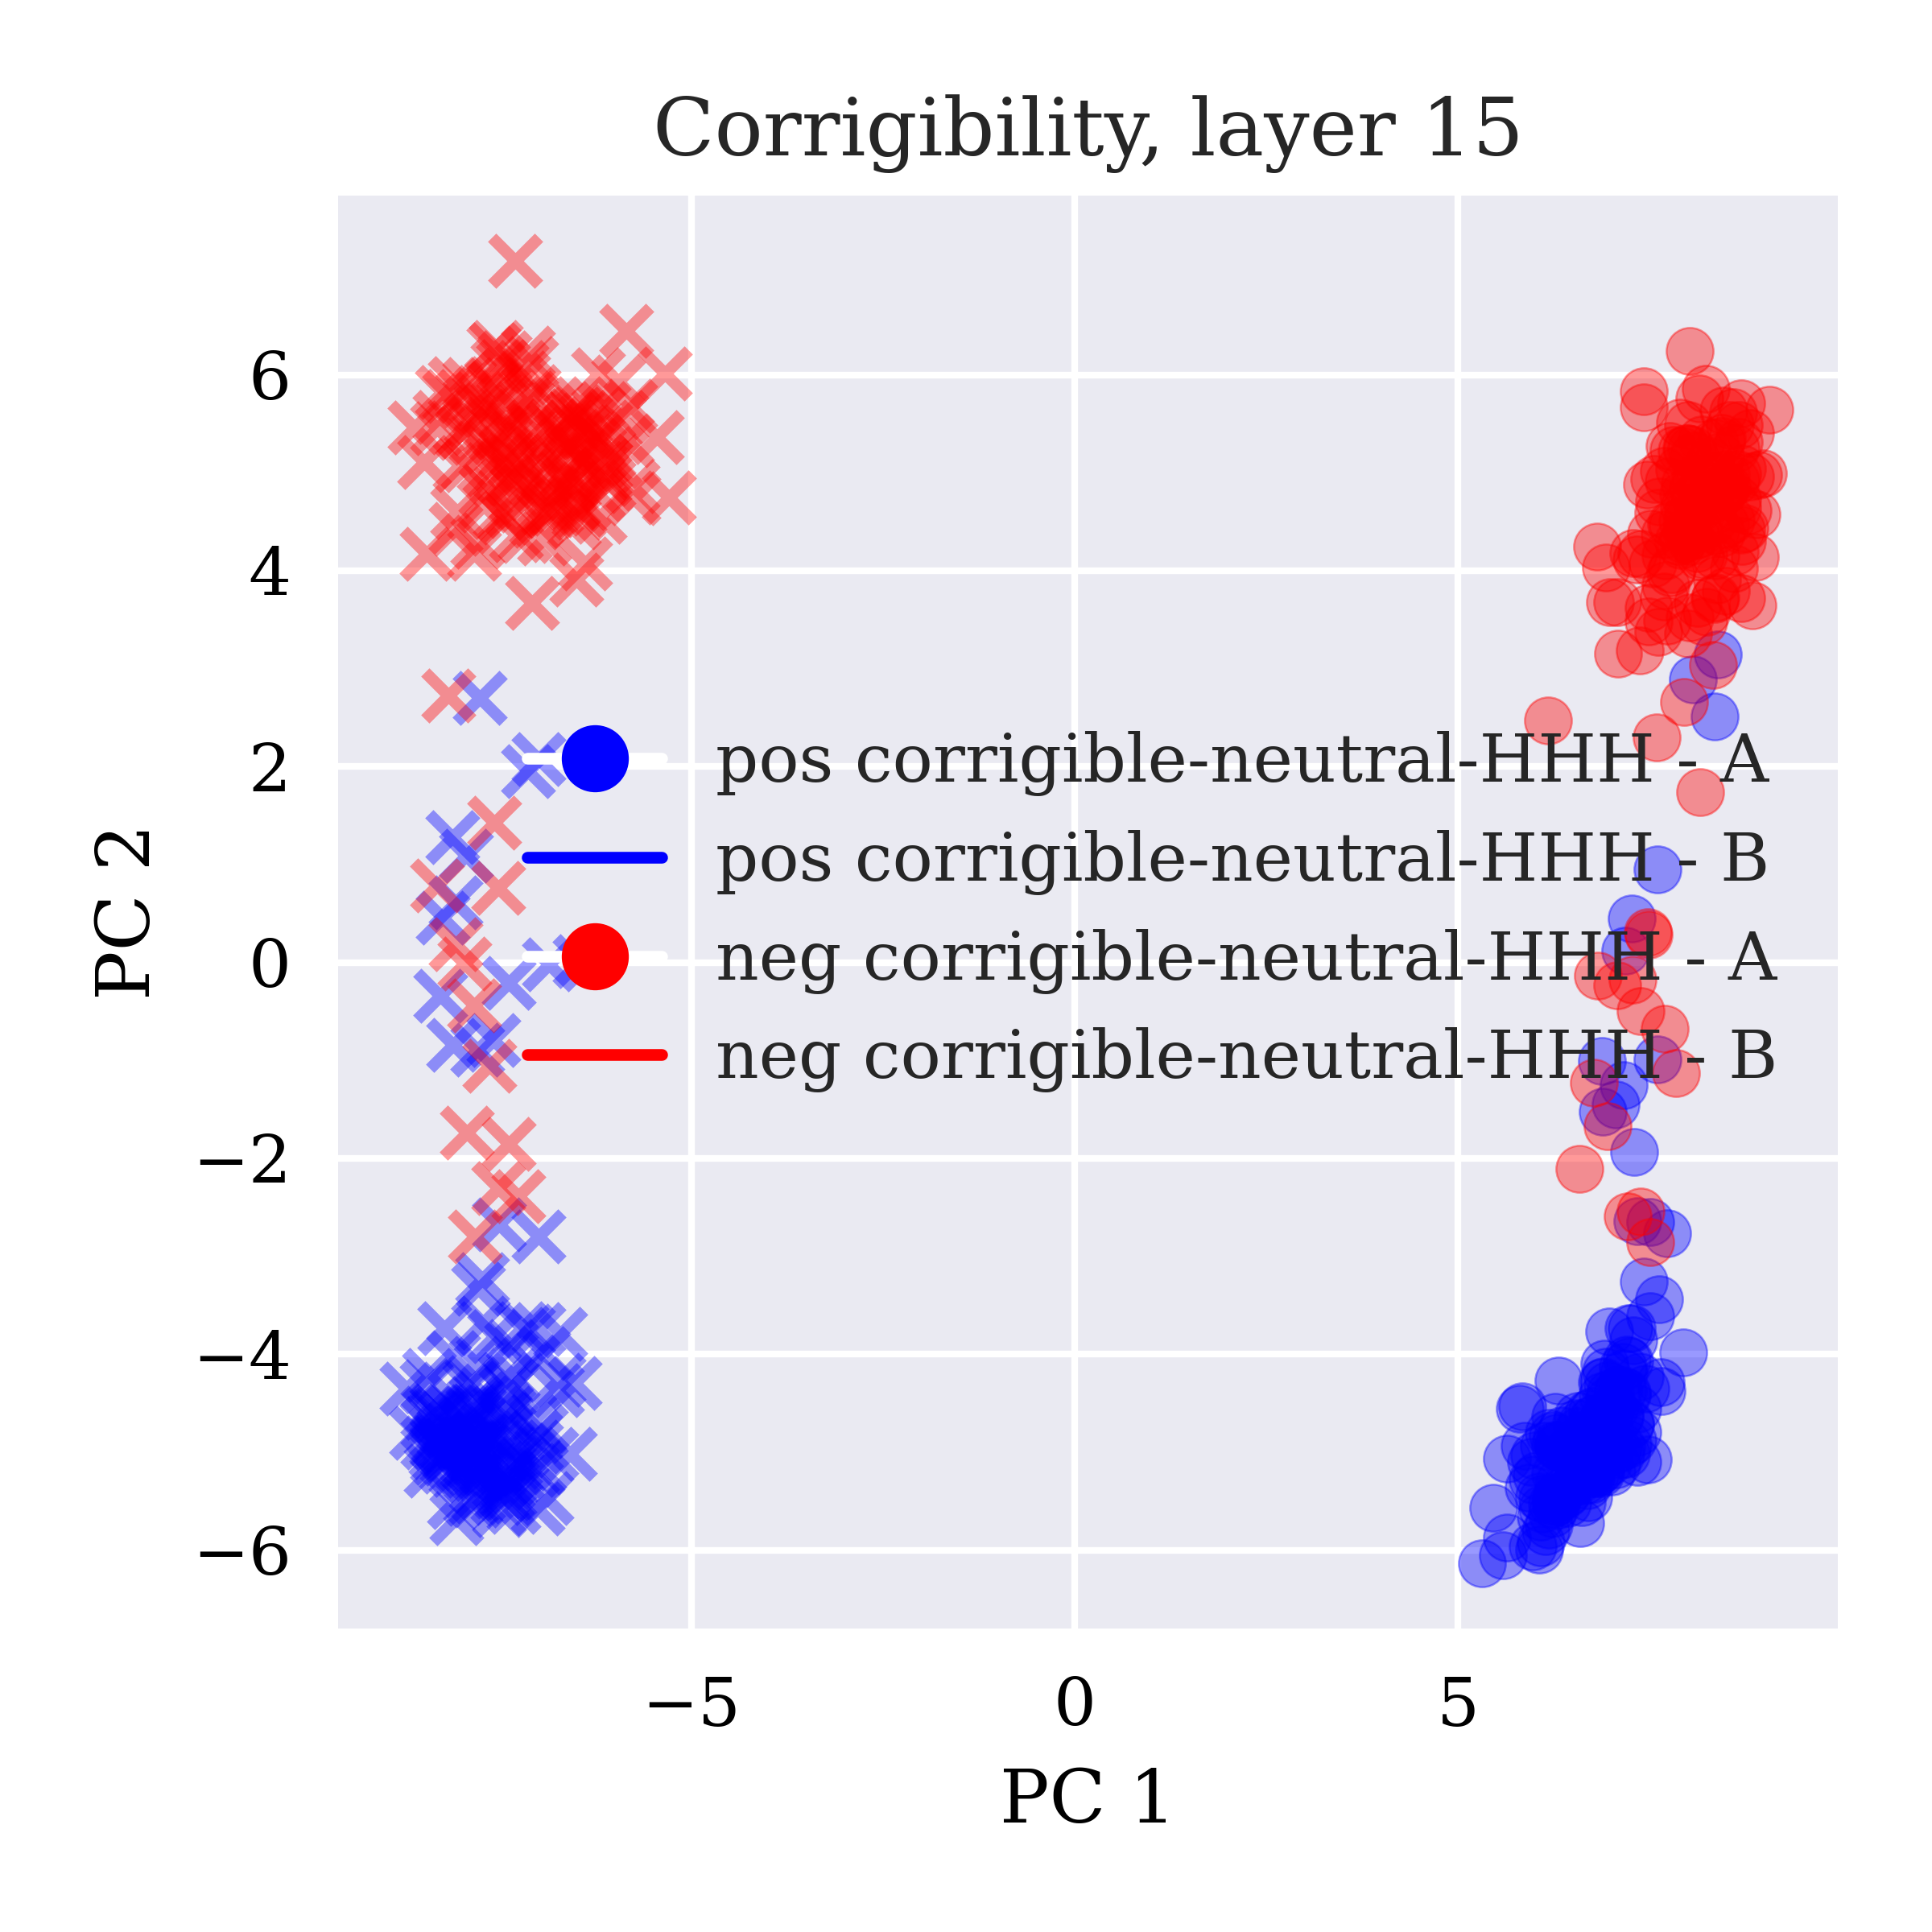 Corrigibility, layer 15
6
4
2
0
−2
−4
−6
PC 2
pos corrigible-neutral-HHH - A
pos corrigible-neutral-HHH - B
neg corrigible-neutral-HHH - A
neg corrigible-neutral-HHH - B
−5 0 5
PC 1